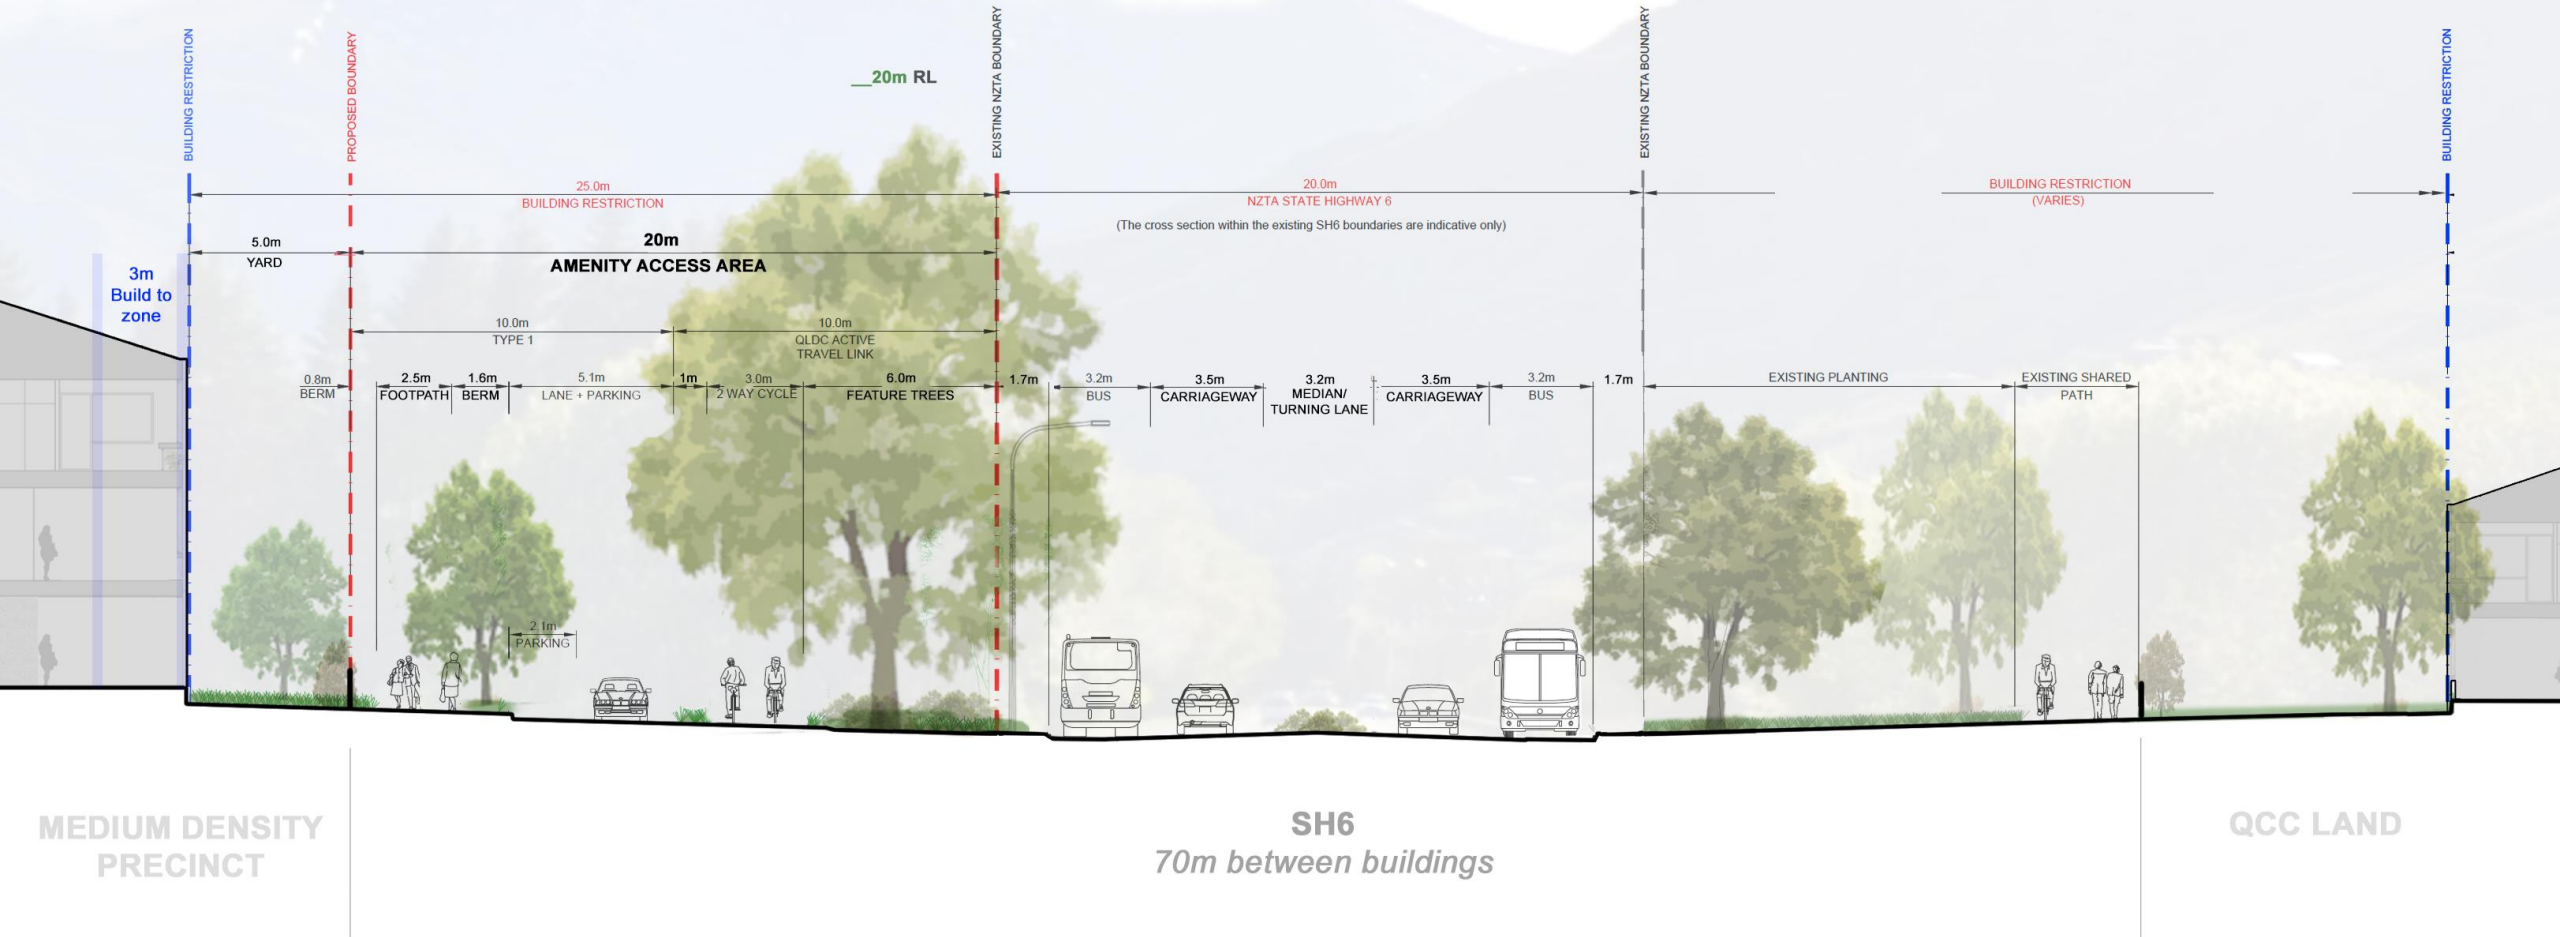 BUILDING RESTRICTION
PROPOSED BOUNDARY
EXISTING NZTA BOUNDARY
EXISTING NZTA BOUNDARY
BUILDING RESTRICTION
__20m RL
25.0m
BUILDING RESTRICTION
20.0m
NZTA STATE HIGHWAY 6
(The cross section within the existing SH6 boundaries are indicative only)
BUILDING RESTRICTION
(VARIES)
5.0m
YARD
20m
AMENITY ACCESS AREA
3m
Build to
zone
10.0m
TYPE 1
10.0m
QLDC ACTIVE
TRAVEL LINK
0.8m
BERM
2.5m
FOOTPATH
1.6m
BERM
5.1m
LANE + PARKING
1m
3.0m
2 WAY CYCLE
6.0m
FEATURE TREES
1.7m
3.2m
BUS
3.5m
CARRIAGEWAY
3.2m
MEDIAN/
TURNING LANE
3.5m
CARRIAGEWAY
3.2m
BUS
1.7m
EXISTING PLANTING
EXISTING SHARED
PATH
2.1m
PARKING
MEDIUM DENSITY
PRECINCT
SH6
70m between buildings
QCC LAND